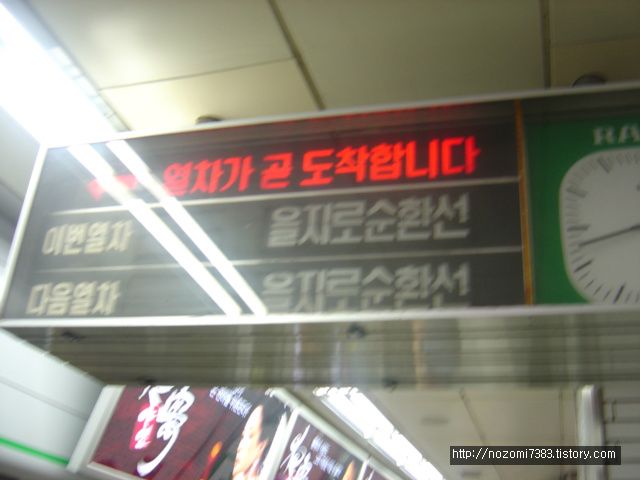 열차가 곧 도착합니다
이번열차 을지로순환선
다음열차 을지로순환선
RA
http://nozomi7383.tistory.com